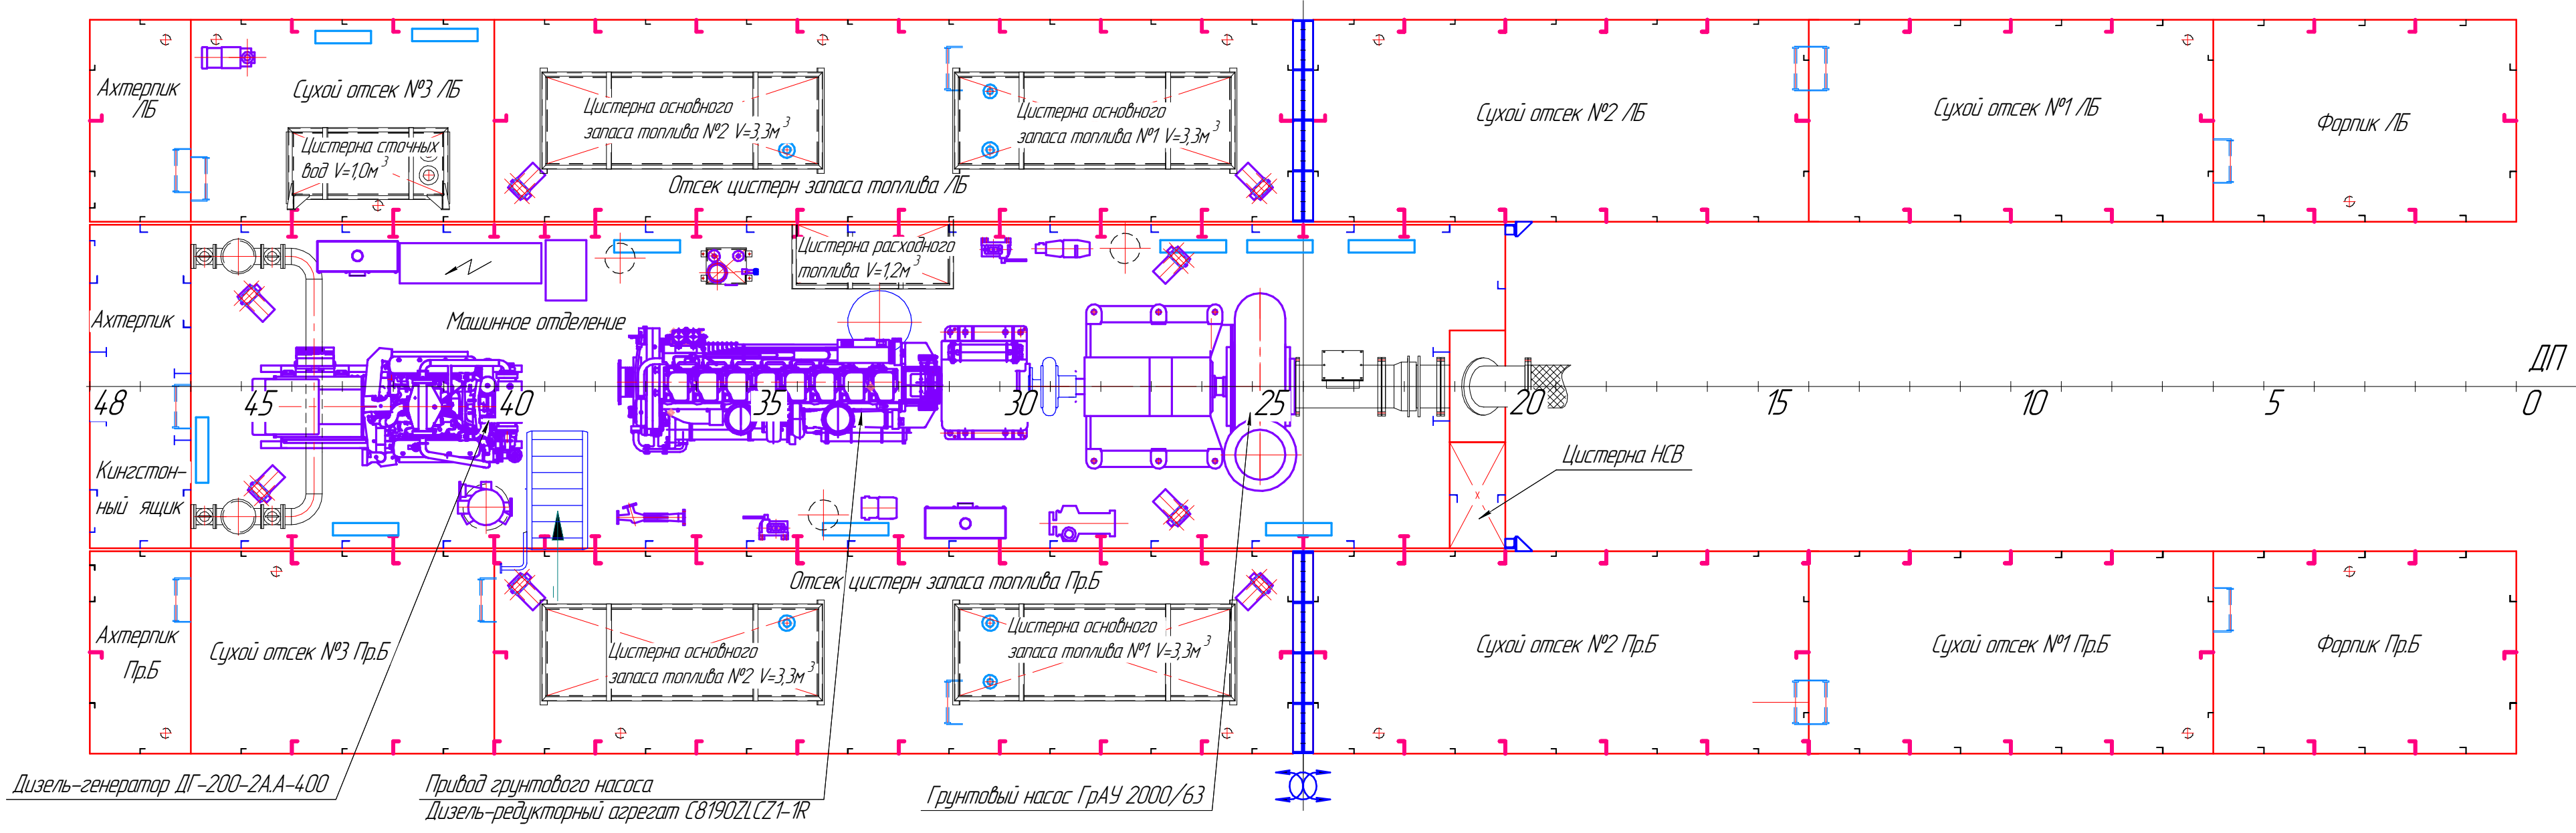 Ахтерпик
ЛБ
Сухой отсек №3 ЛБ
Цистерна сточных
вод V=1,0м³
Цистерна основного
запаса топлива №2 V=3,3м³
Цистерна основного
запаса топлива №1 V=3,3м³
Отсек цистерн запаса топлива ЛБ
Сухой отсек №2 ЛБ
Сухой отсек №1 ЛБ
Форпик ЛБ
Цистерна расходного
топлива V=1,2м³
Ахтерпик
Машинное отделение
ДП
48
45
40
35
30
25
20
15
10
5
0
Кингстон-
ный ящик
Цистерна НСВ
Отсек цистерн запаса топлива Пр.Б
Ахтерпик
Пр.Б
Сухой отсек №3 Пр.Б
Цистерна основного
запаса топлива №2 V=3,3м³
Цистерна основного
запаса топлива №1 V=3,3м³
Сухой отсек №2 Пр.Б
Сухой отсек №1 Пр.Б
Форпик Пр.Б
Дизель-генератор ДГ-200-2А.А-400
Привод грунтового насоса
Дизель-редукторный агрегат C8190ZLCZ1-1R
Грунтовый насос ГрАУ 2000/63